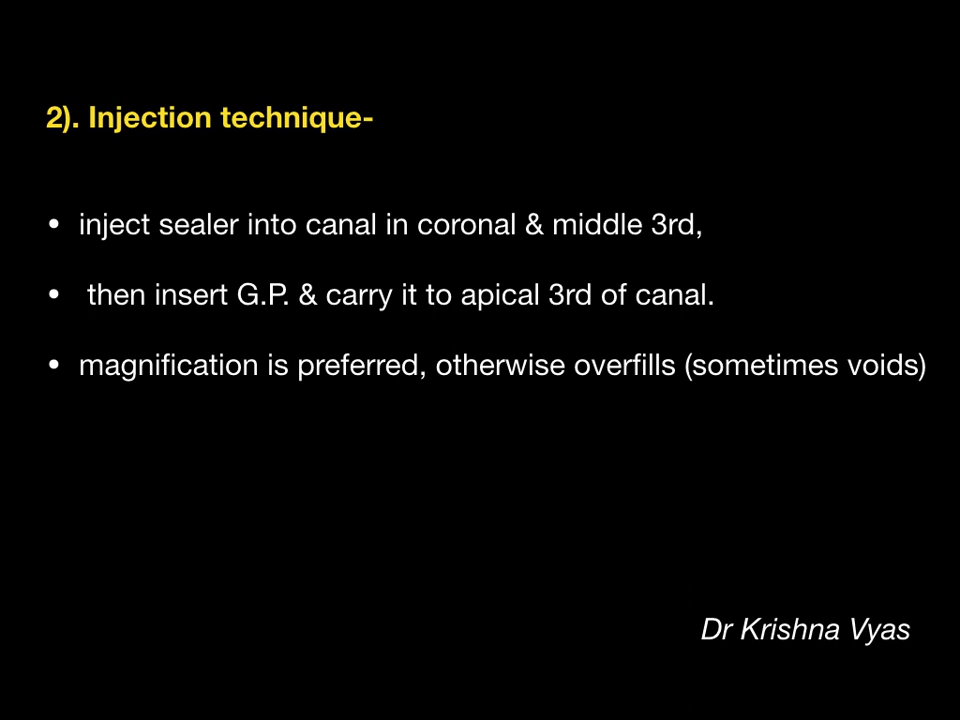 2). Injection technique-
• inject sealer into canal in coronal & middle 3rd,
• then insert G.P. & carry it to apical 3rd of canal.
• magnification is preferred, otherwise overfills (sometimes voids)
Dr Krishna Vyas